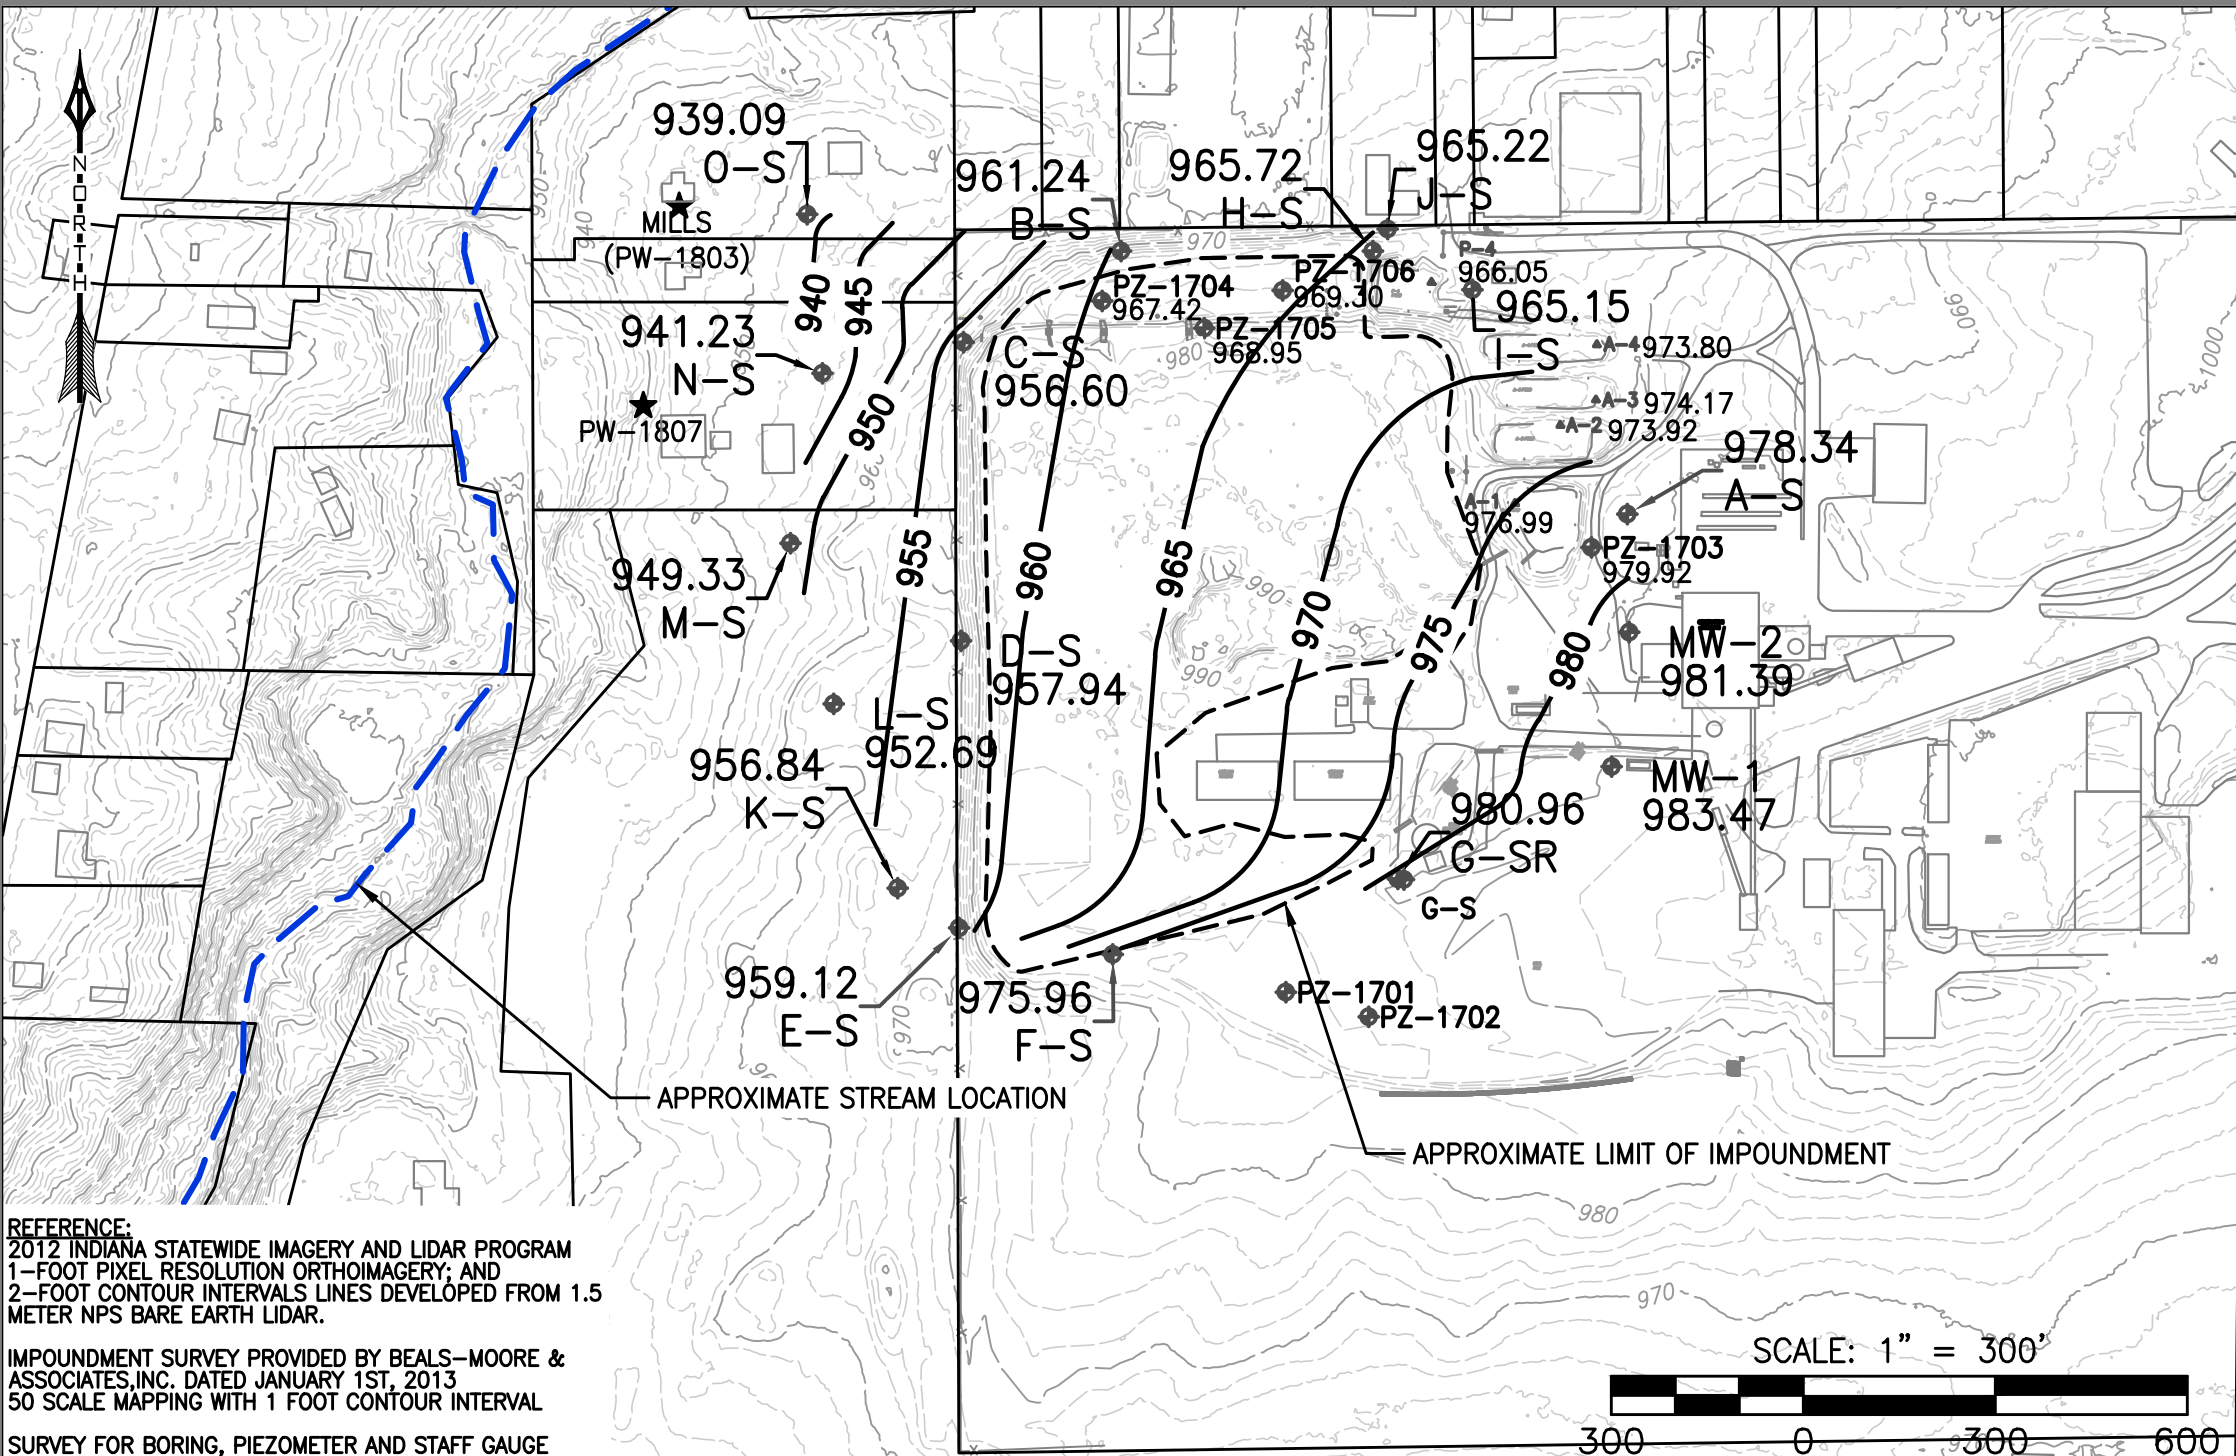 NORTH
939.09
O-S
MILLS
(PW-1803)
961.24
B-S
965.72
H-S
965.22
J-S
P-4
966.05
965.15
I-S
970
PZ-1704
967.42
PZ-1706
969.30
PZ-1705
968.95
980
930
940
940
945
950
941.23
N-S
PW-1807
C-S
956.60
A-4 973.80
A-3 974.17
A-2 973.92
978.34
A-S
A-1
976.99
PZ-1703
979.92
990
1000
949.33
M-S
955
960
965
970
975
980
990
990
D-S
957.94
MW-2
981.39
L-S
952.69
956.84
K-S
MW-1
983.47
980.96
G-SR
G-S
959.12
E-S
970
975.96
F-S
PZ-1701
PZ-1702
APPROXIMATE STREAM LOCATION
APPROXIMATE LIMIT OF IMPOUNDMENT
980
970
REFERENCE:
2012 INDIANA STATEWIDE IMAGERY AND LIDAR PROGRAM
1-FOOT PIXEL RESOLUTION ORTHOIMAGERY; AND
2-FOOT CONTOUR INTERVALS LINES DEVELOPED FROM 1.5
METER NPS BARE EARTH LIDAR.
IMPOUNDMENT SURVEY PROVIDED BY BEALS-MOORE &
ASSOCIATES,INC. DATED JANUARY 1ST, 2013
50 SCALE MAPPING WITH 1 FOOT CONTOUR INTERVAL
SURVEY FOR BORING, PIEZOMETER AND STAFF GAUGE
SCALE: 1" = 300'
300 0 300 600